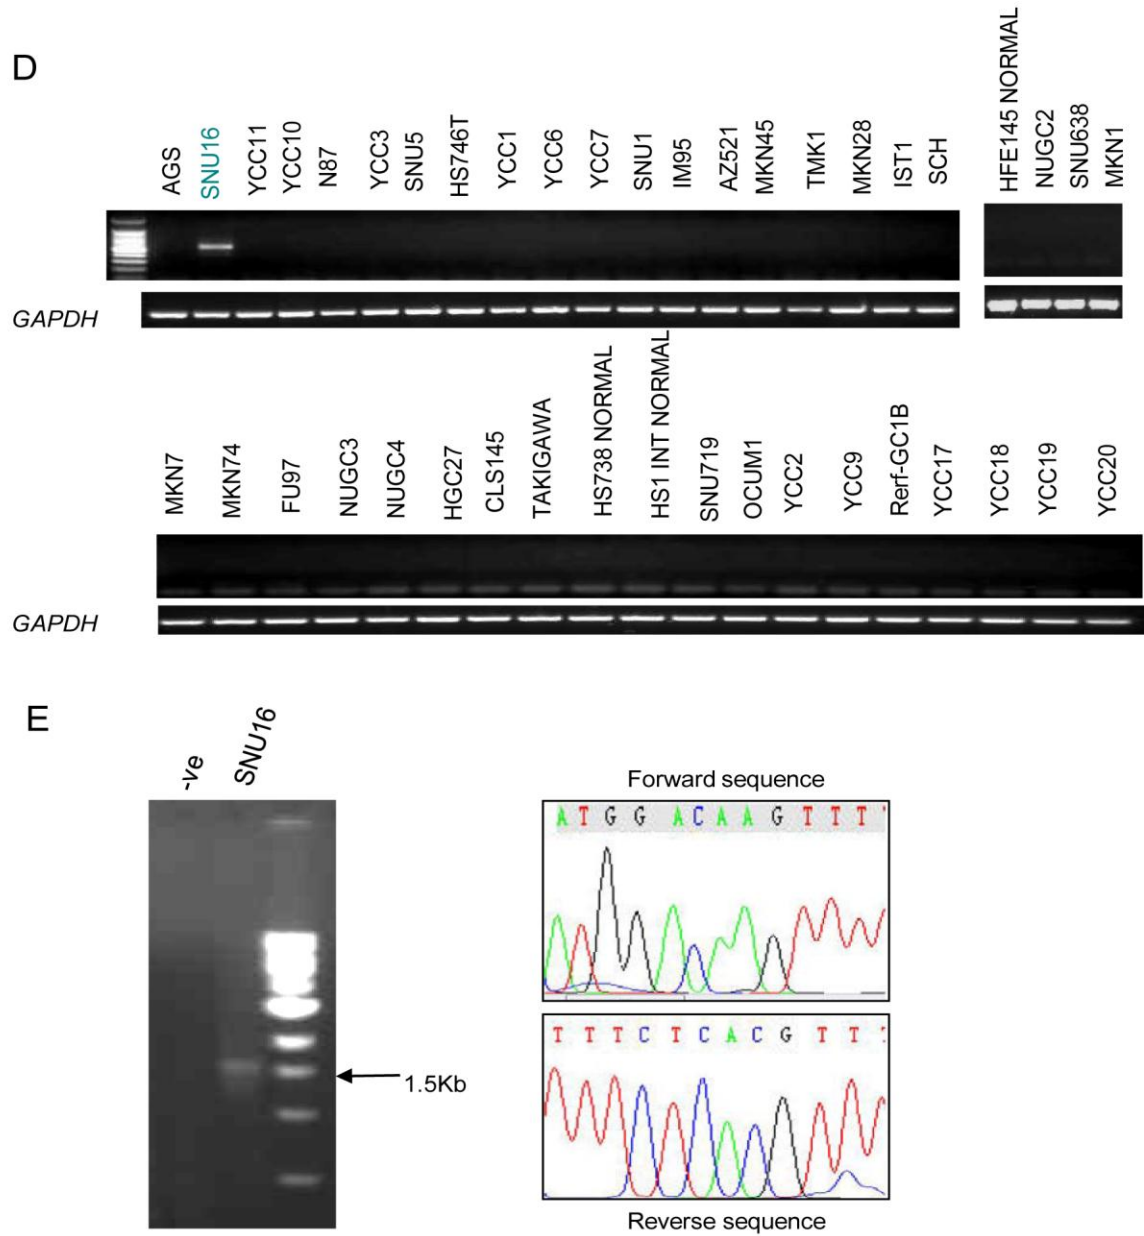 D
AGS
SNU16
YCC11
YCC10
N87
YCC3
SNU5
HS746T
YCC1
YCC6
YCC7
SNU1
IM95
AZ521
MKN45
TMK1
MKN28
IST1
SCH
HFE145 NORMAL
NUGC2
SNU638
MKN1
GAPDH
MKN7
MKN74
FU97
NUGC3
NUGC4
HGC27
CLS145
TAKIGAWA
HS738 NORMAL
HS1 INT NORMAL
SNU719
OCUM1
YCC2
YCC9
Rerf-GC1B
YCC17
YCC18
YCC19
YCC20
GAPDH
E
-ve
SNU16
1.5Kb
Forward sequence
A T G G A C A A G T T T
T T T C T C A C G T T
Reverse sequence